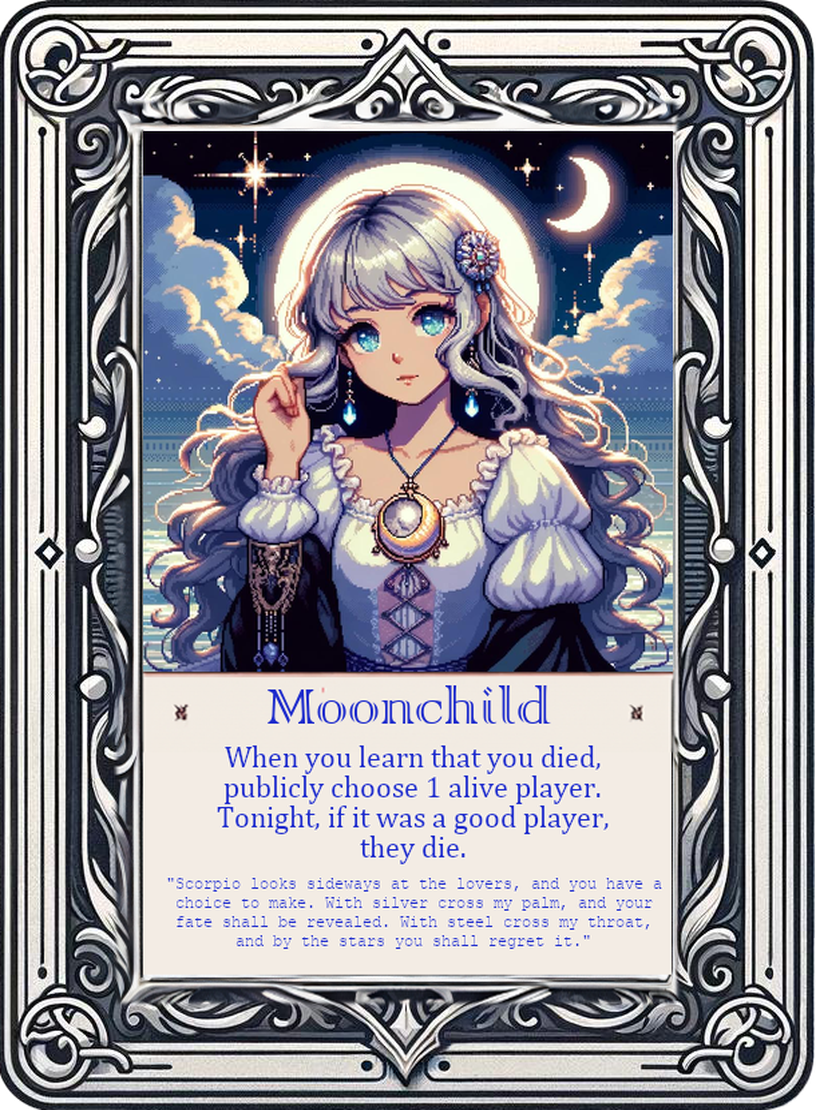 Moonchild
When you learn that you died,
publicly choose 1 alive player.
Tonight, if it was a good player,
they die.
"Scorpio looks sideways at the lovers, and you have a
choice to make. With silver cross my palm, and your
fate shall be revealed. With steel cross my throat,
and by the stars you shall regret it."